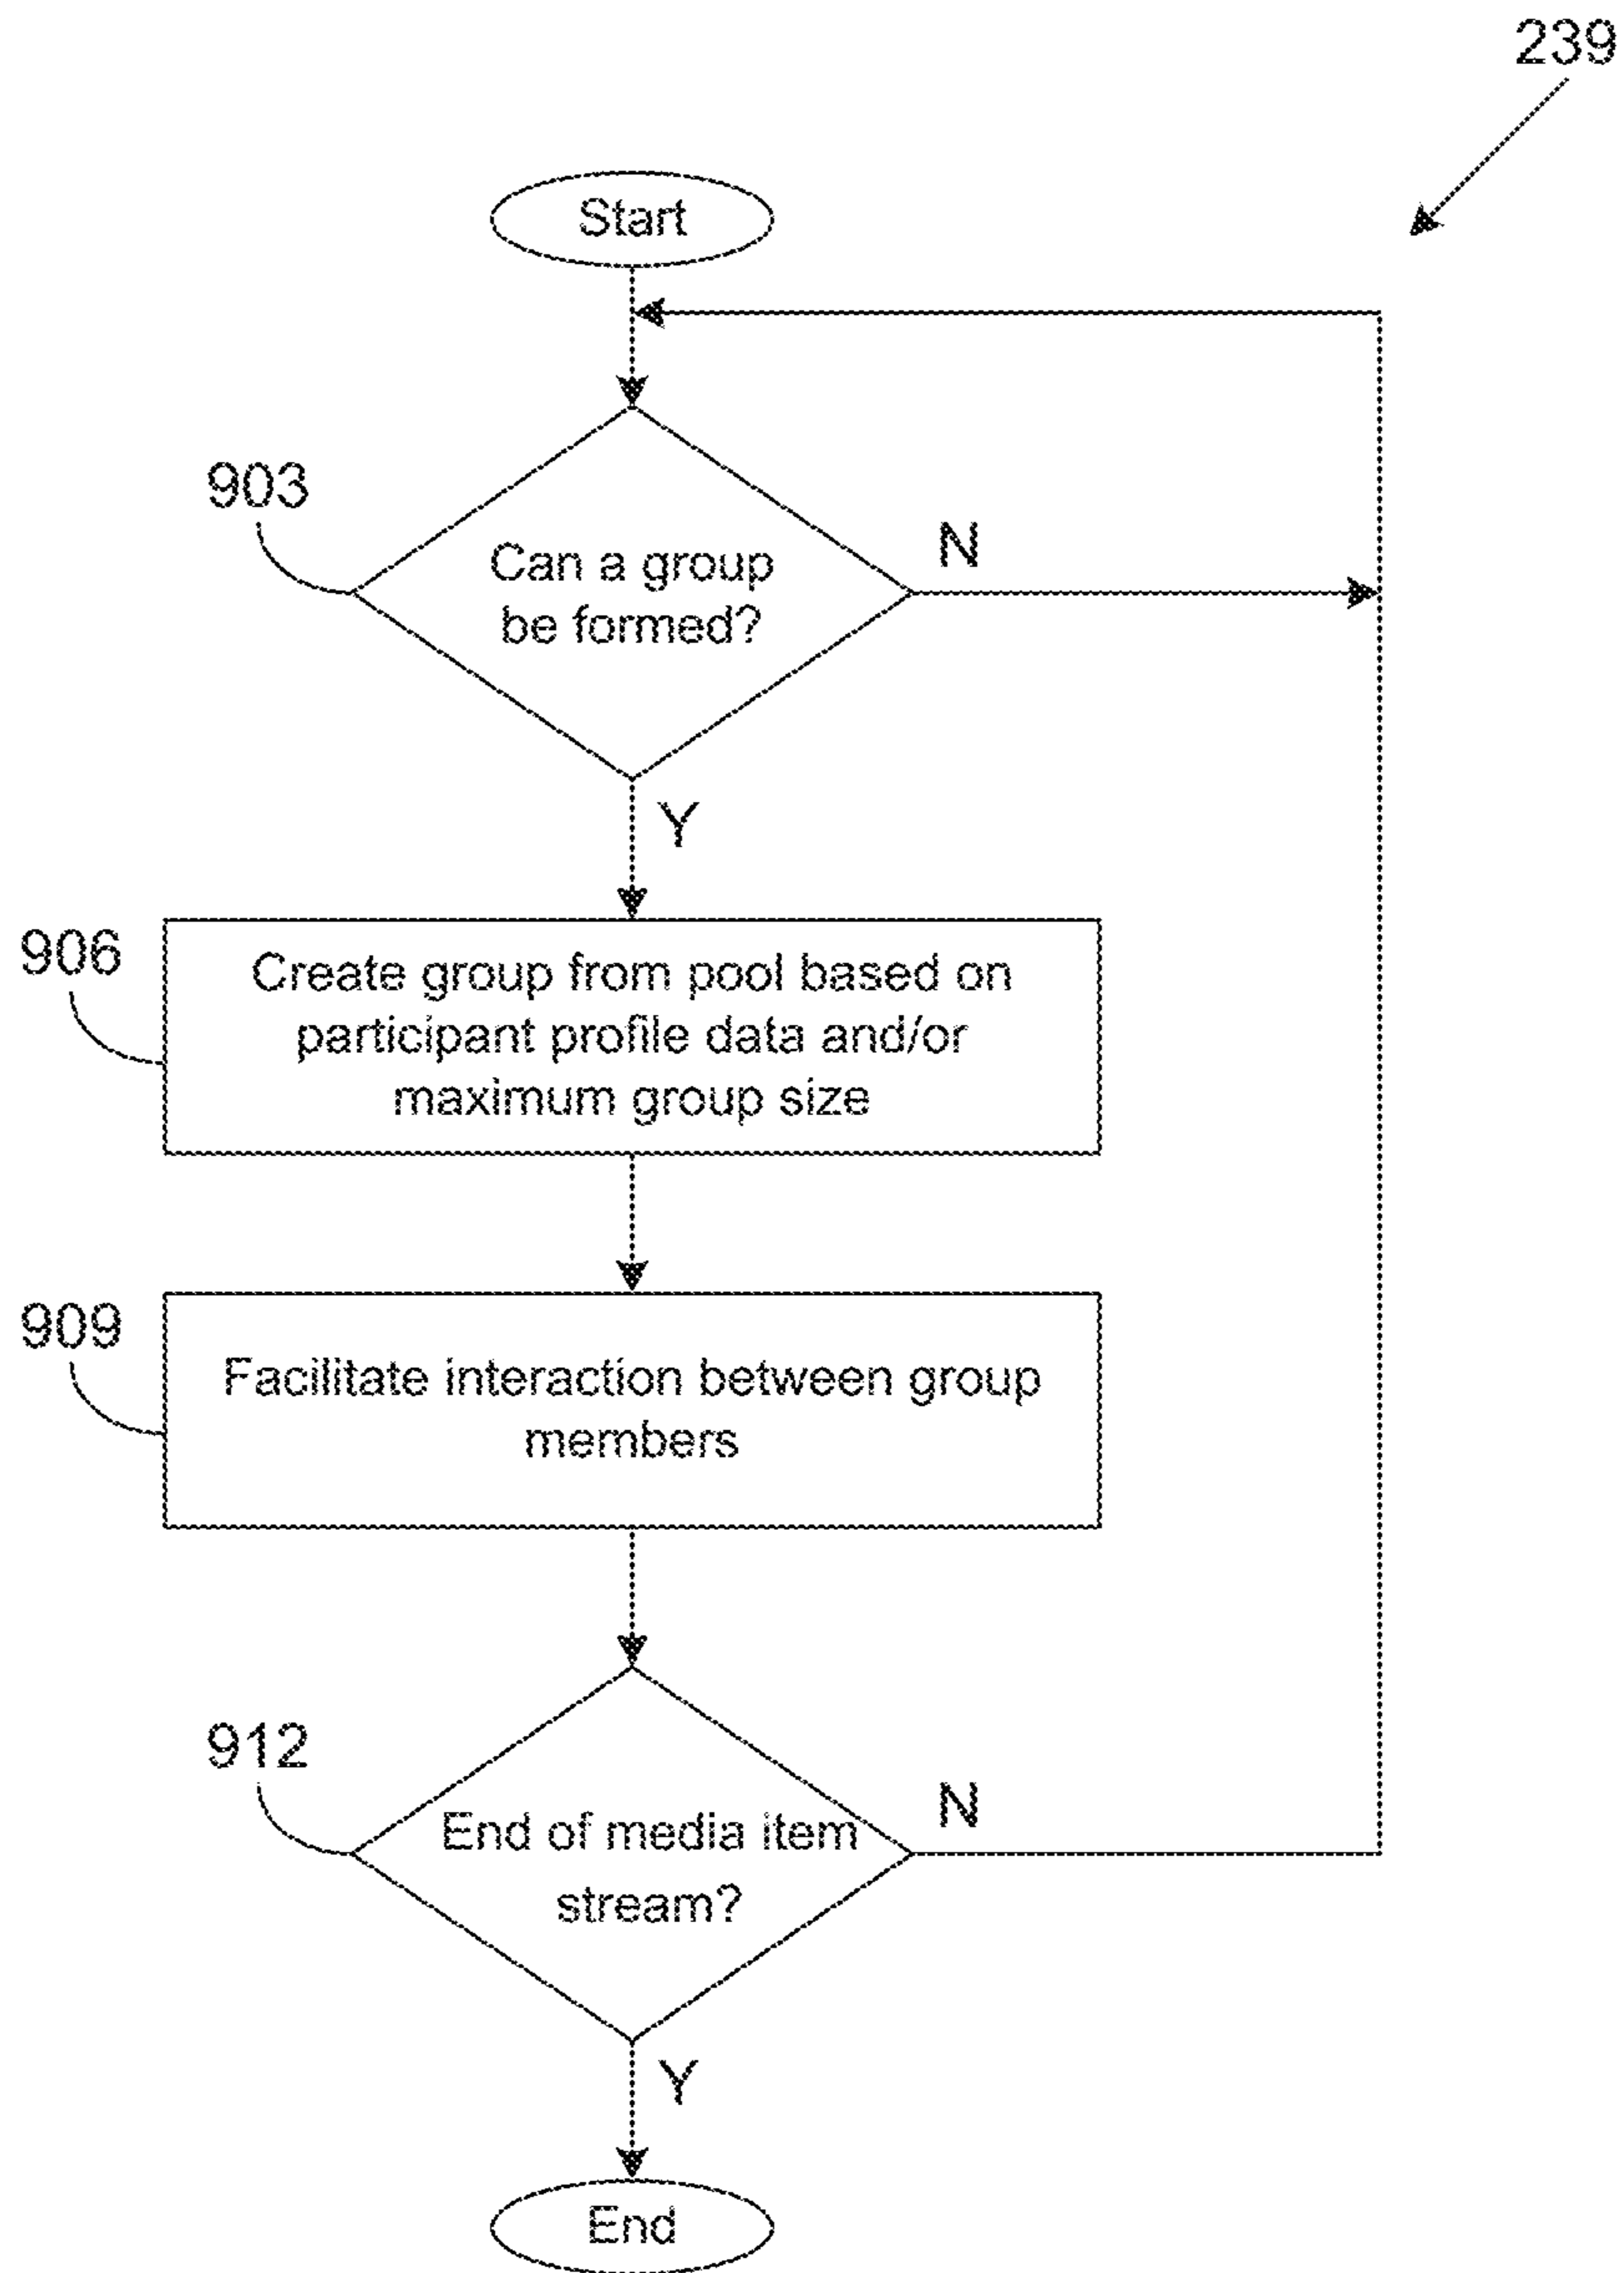 239
Start
903
Can a group
be formed?
N
Y
906
Create group from pool based on
participant profile data and/or
maximum group size
909
Facilitate interaction between group
members
912
End of media item
stream?
N
Y
End